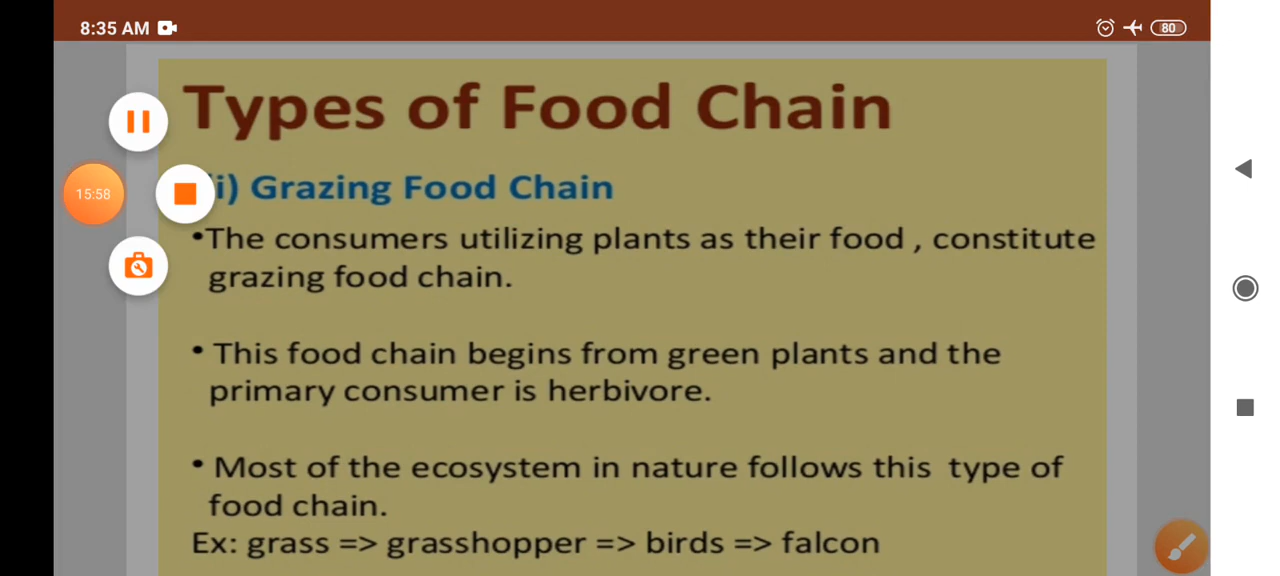 8:35 AM
80
Types of Food Chain
i) Grazing Food Chain
15:58
•The consumers utilizing plants as their food , constitute
grazing food chain.
• This food chain begins from green plants and the
primary consumer is herbivore.
• Most of the ecosystem in nature follows this type of
food chain.
Ex: grass => grasshopper => birds => falcon